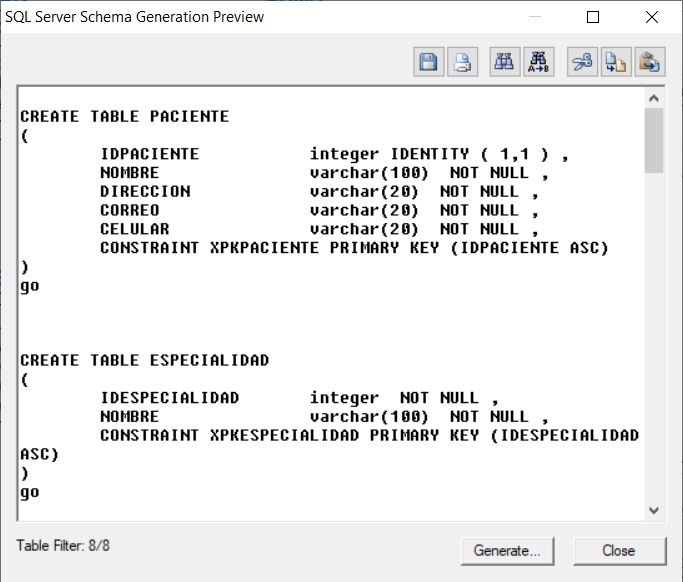 SQL Server Schema Generation Preview
A→B
CREATE TABLE PACIENTE
(
IDPACIENTE integer IDENTITY ( 1,1 ) ,
NOMBRE varchar(100) NOT NULL ,
DIRECCION varchar(20) NOT NULL ,
CORREO varchar(20) NOT NULL ,
CELULAR varchar(20) NOT NULL ,
CONSTRAINT XPKPACIENTE PRIMARY KEY (IDPACIENTE ASC)
)
go
CREATE TABLE ESPECIALIDAD
(
IDESPECIALIDAD integer NOT NULL ,
NOMBRE varchar(100) NOT NULL ,
CONSTRAINT XPKESPECIALIDAD PRIMARY KEY (IDESPECIALIDAD
ASC)
)
go
Table Filter: 8/8
Generate...
Close